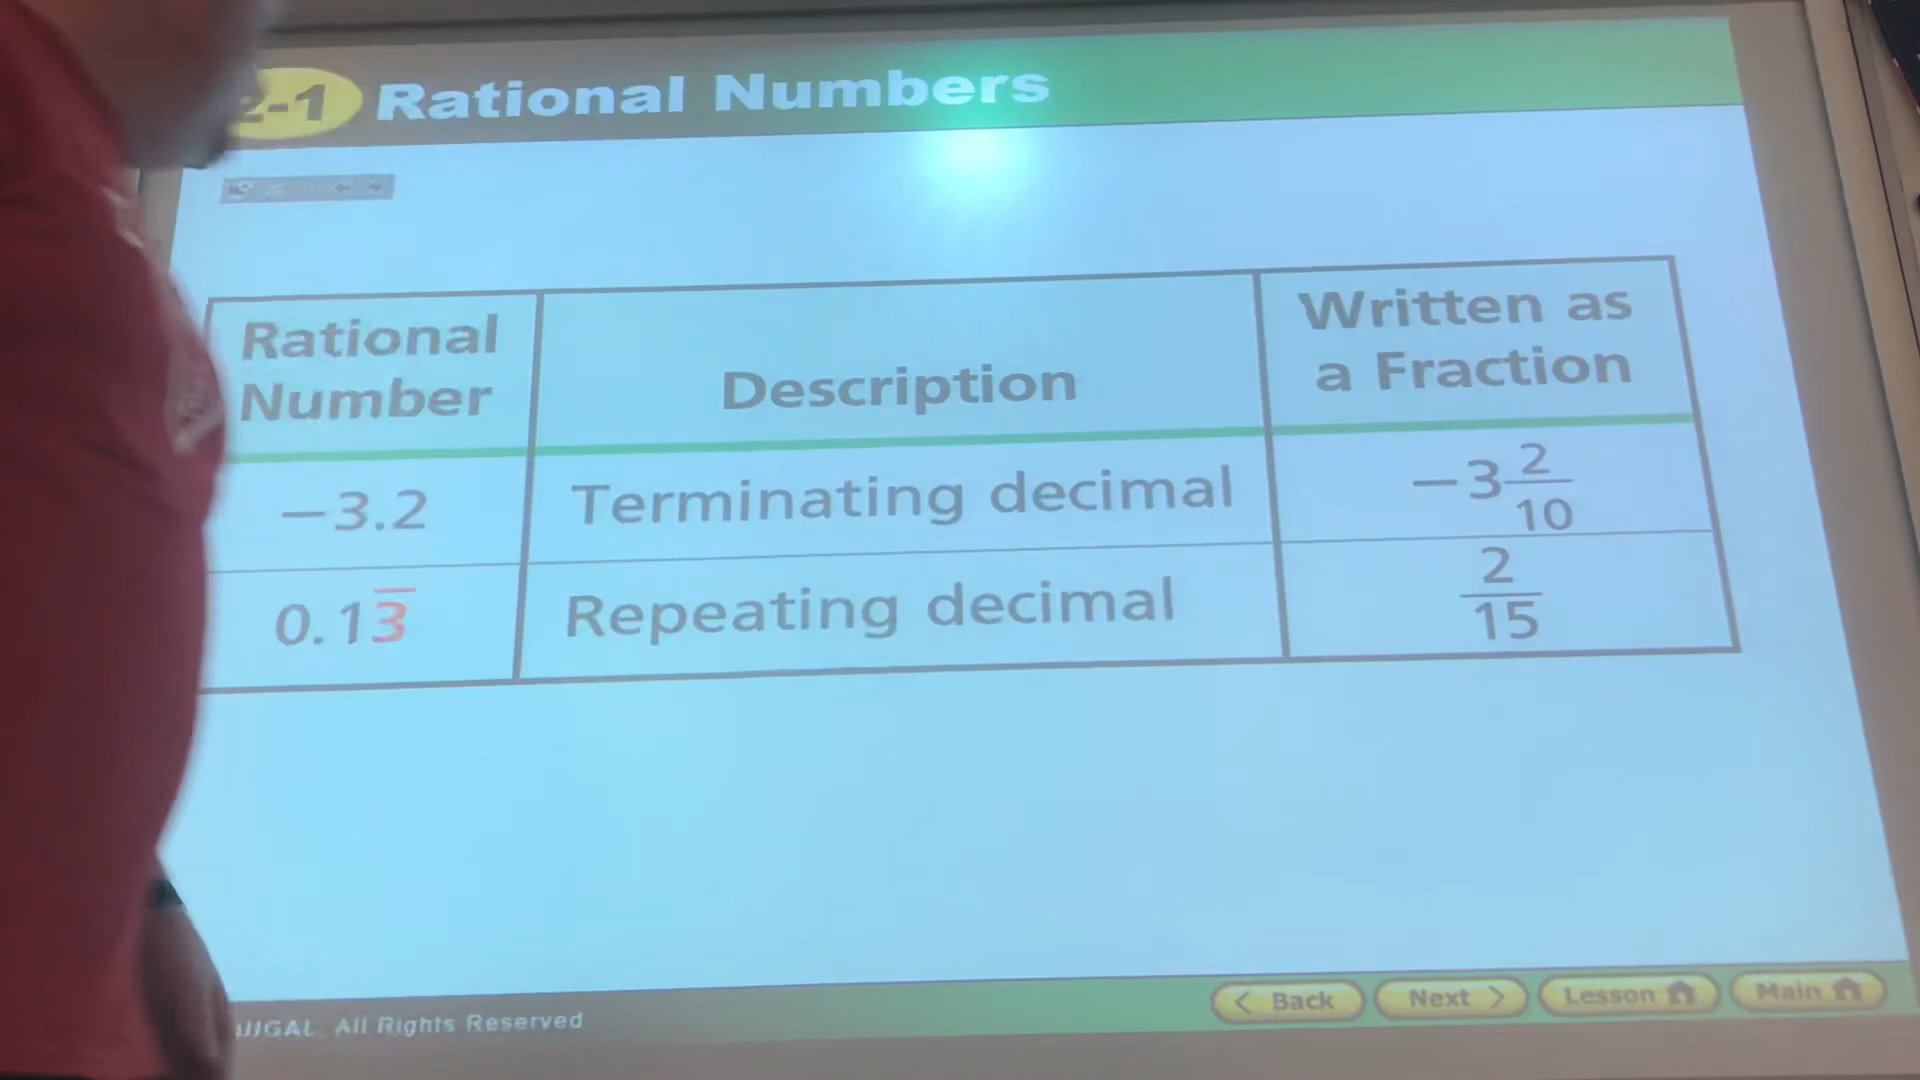 2-1 Rational Numbers
Rational Number | Description | Written as a Fraction
−3.2 | Terminating decimal | −3 2/10
0.13̅ | Repeating decimal | 2/15
All Rights Reserved
< Back Next > Lesson Main